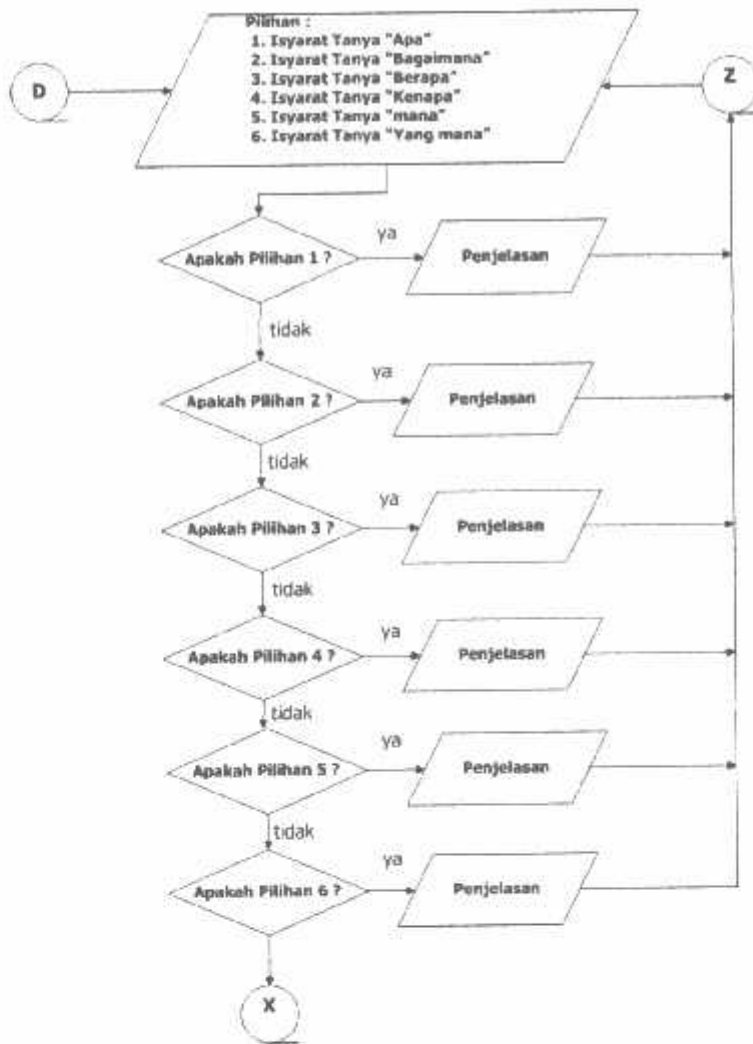 Pilihan :
1. Isyarat Tanya "Apa"
2. Isyarat Tanya "Bagaimana"
3. Isyarat Tanya "Berapa"
4. Isyarat Tanya "Kenapa"
5. Isyarat Tanya "mana"
6. Isyarat Tanya "Yang mana"
D
Z
Apakah Pilihan 1 ?
ya
Penjelasan
tidak
Apakah Pilihan 2 ?
ya
Penjelasan
tidak
Apakah Pilihan 3 ?
ya
Penjelasan
tidak
Apakah Pilihan 4 ?
ya
Penjelasan
tidak
Apakah Pilihan 5 ?
ya
Penjelasan
tidak
Apakah Pilihan 6 ?
ya
Penjelasan
X